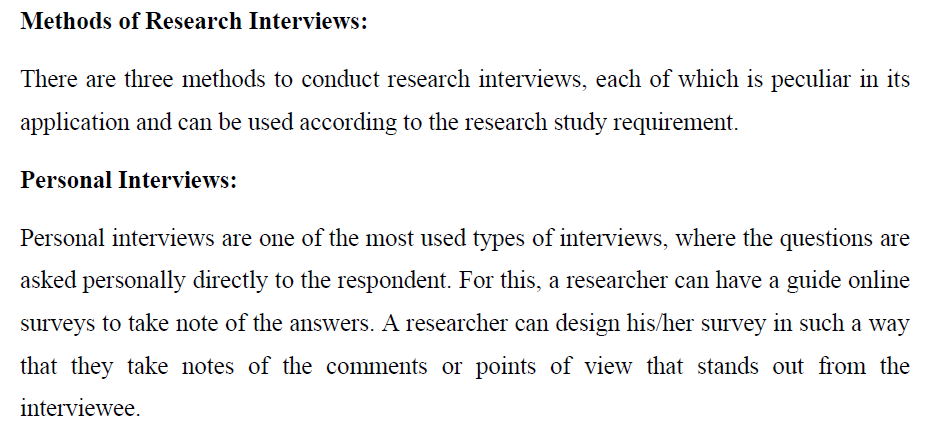 Methods of Research Interviews:
There are three methods to conduct research interviews, each of which is peculiar in its
application and can be used according to the research study requirement.
Personal Interviews:
Personal interviews are one of the most used types of interviews, where the questions are
asked personally directly to the respondent. For this, a researcher can have a guide online
surveys to take note of the answers. A researcher can design his/her survey in such a way
that they take notes of the comments or points of view that stands out from the
interviewee.